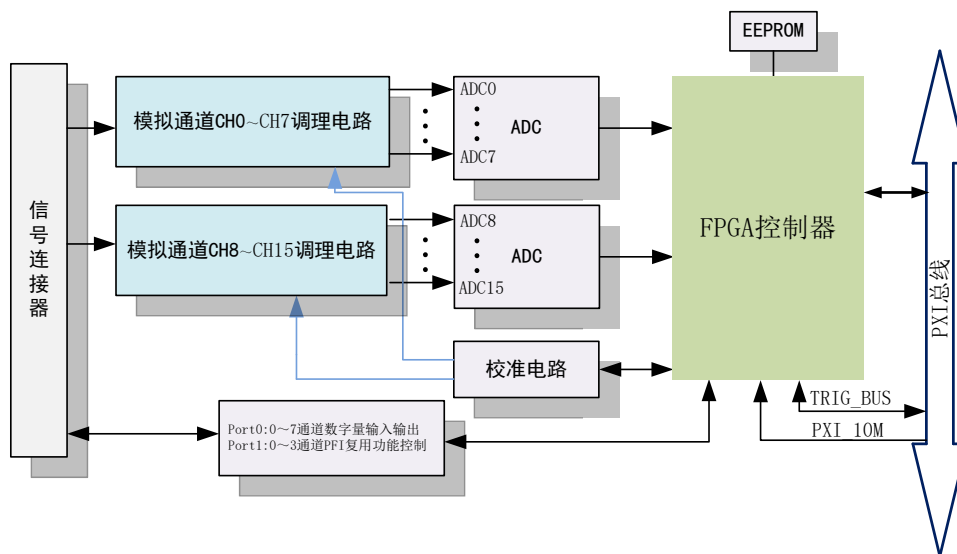 EEPROM
信号连接器
模拟通道CH0~CH7调理电路
ADC0
ADC7
ADC
模拟通道CH8~CH15调理电路
ADC8
ADC15
ADC
FPGA控制器
PXI总线
校准电路
Port0:0~7通道数字量输入输出
Port1:0~3通道PFI复用功能控制
TRIG_BUS
PXI_10M